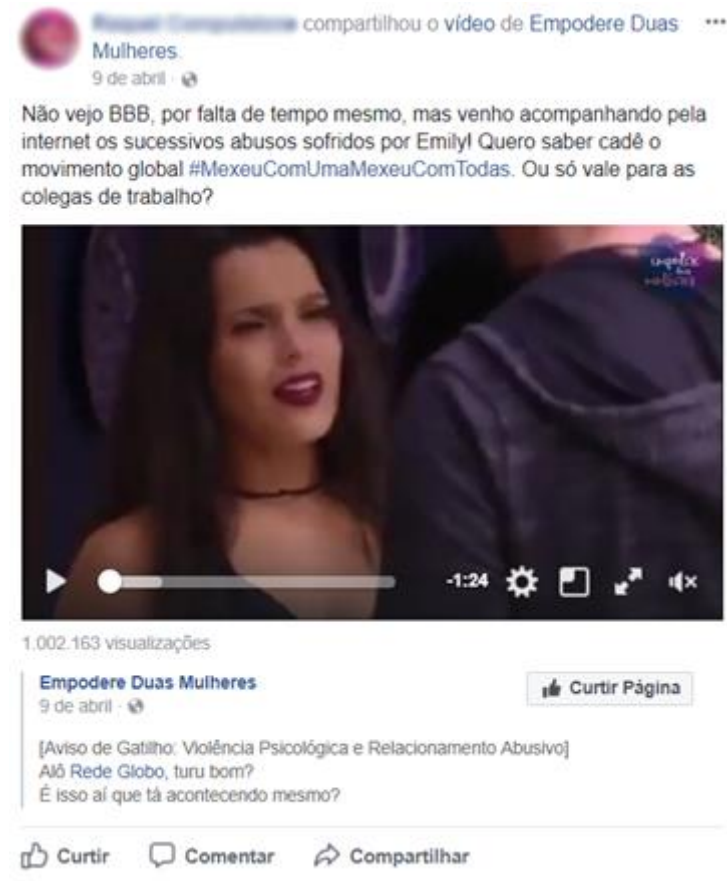 compartilhou o vídeo de Empodere Duas
Mulheres.
9 de abril
Não vejo BBB, por falta de tempo mesmo, mas venho acompanhando pela
internet os sucessivos abusos sofridos por Emily! Quero saber cadê o
movimento global #MexeuComUmaMexeuComTodas. Ou só vale para as
colegas de trabalho?
-1:24
1.002.163 visualizações
Empodere Duas Mulheres
Curtir Página
9 de abril
[Aviso de Gatilho: Violência Psicológica e Relacionamento Abusivo]
Alô Rede Globo, turu bom?
É isso aí que tá acontecendo mesmo?
Curtir Comentar Compartilhar